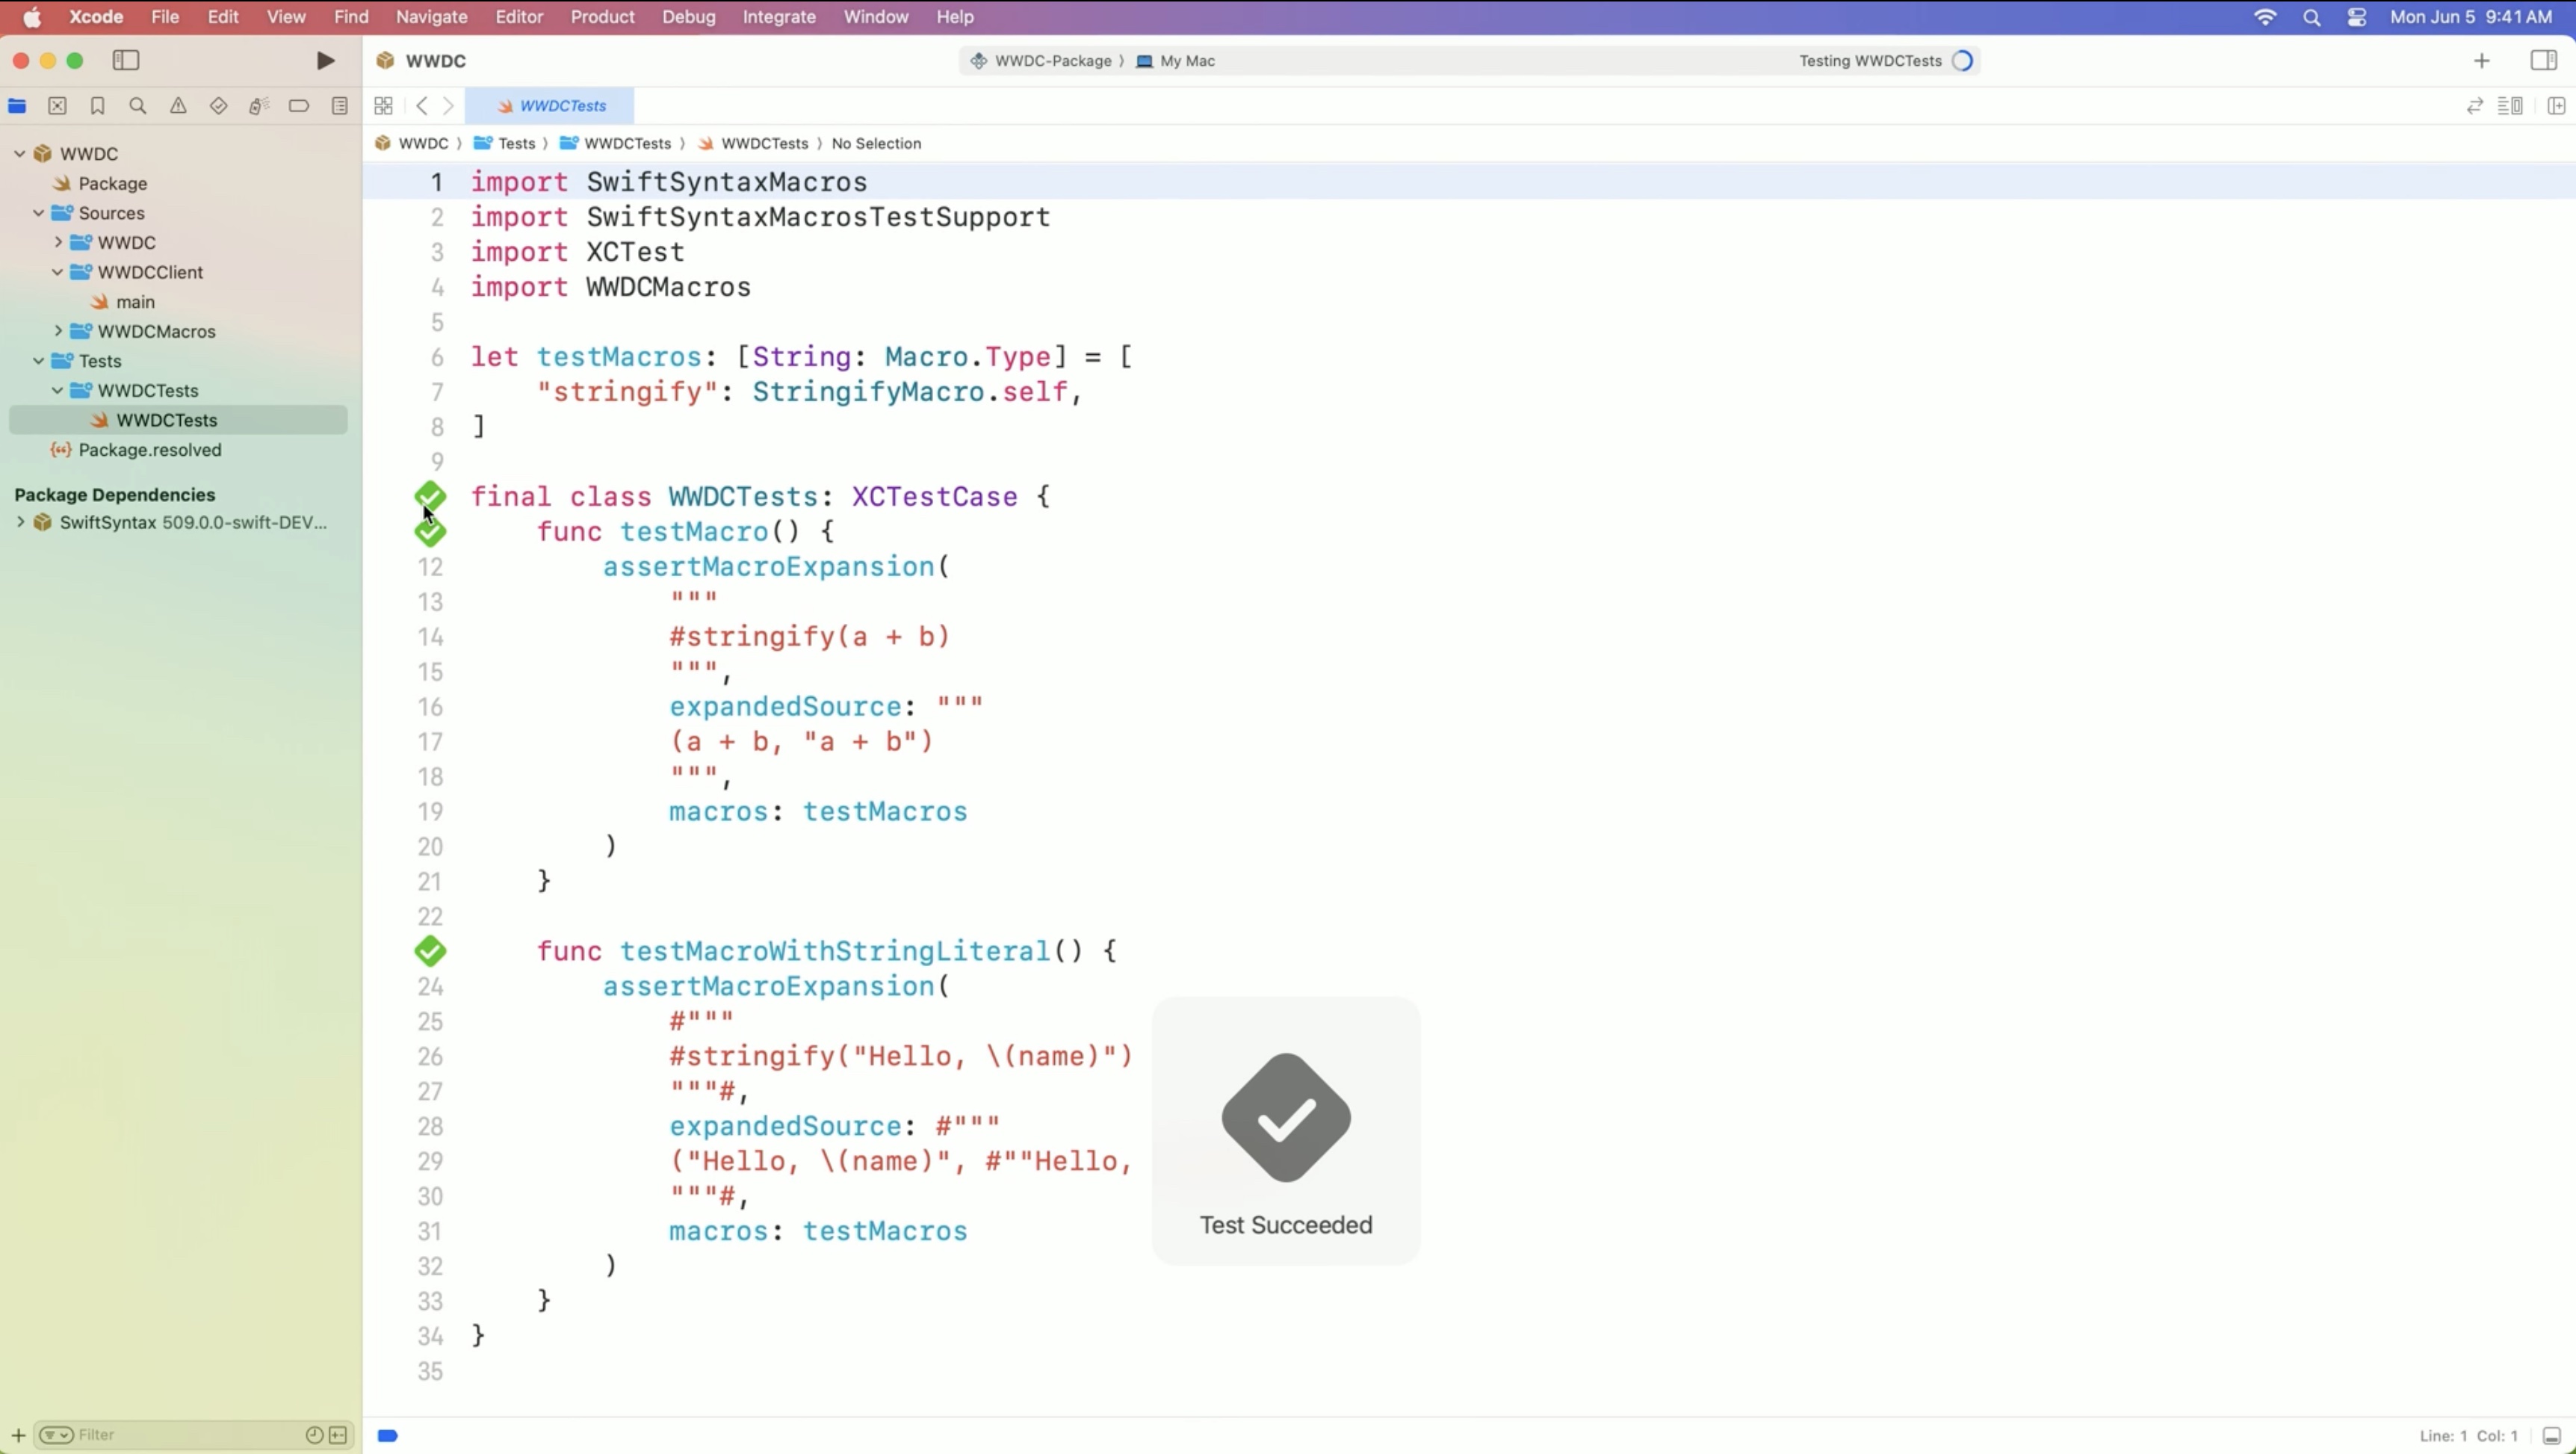 Xcode File Edit View Find Navigate Editor Product Debug Integrate Window Help Mon Jun 5 9:41 AM
WWDC WWDC-Package 〉 My Mac Testing WWDCTests
WWDCTests
WWDC 〉 Tests 〉 WWDCTests 〉 WWDCTests 〉 No Selection
WWDC
Package
Sources
WWDC
WWDCClient
main
WWDCMacros
Tests
WWDCTests
WWDCTests
Package.resolved
Package Dependencies
SwiftSyntax 509.0.0-swift-DEV...
Filter
1 import SwiftSyntaxMacros
2 import SwiftSyntaxMacrosTestSupport
3 import XCTest
4 import WWDCMacros
5
6 let testMacros: [String: Macro.Type] = [
7 "stringify": StringifyMacro.self,
8 ]
9
final class WWDCTests: XCTestCase {
func testMacro() {
12 assertMacroExpansion(
13 """
14 #stringify(a + b)
15 """,
16 expandedSource: """
17 (a + b, "a + b")
18 """,
19 macros: testMacros
20 )
21 }
22
func testMacroWithStringLiteral() {
24 assertMacroExpansion(
25 #"""
26 #stringify("Hello, \(name)")
27 """#,
28 expandedSource: #"""
29 ("Hello, \(name)", #""Hello,
30 """#,
31 macros: testMacros
32 )
33 }
34 }
35
Test Succeeded
Line: 1 Col: 1